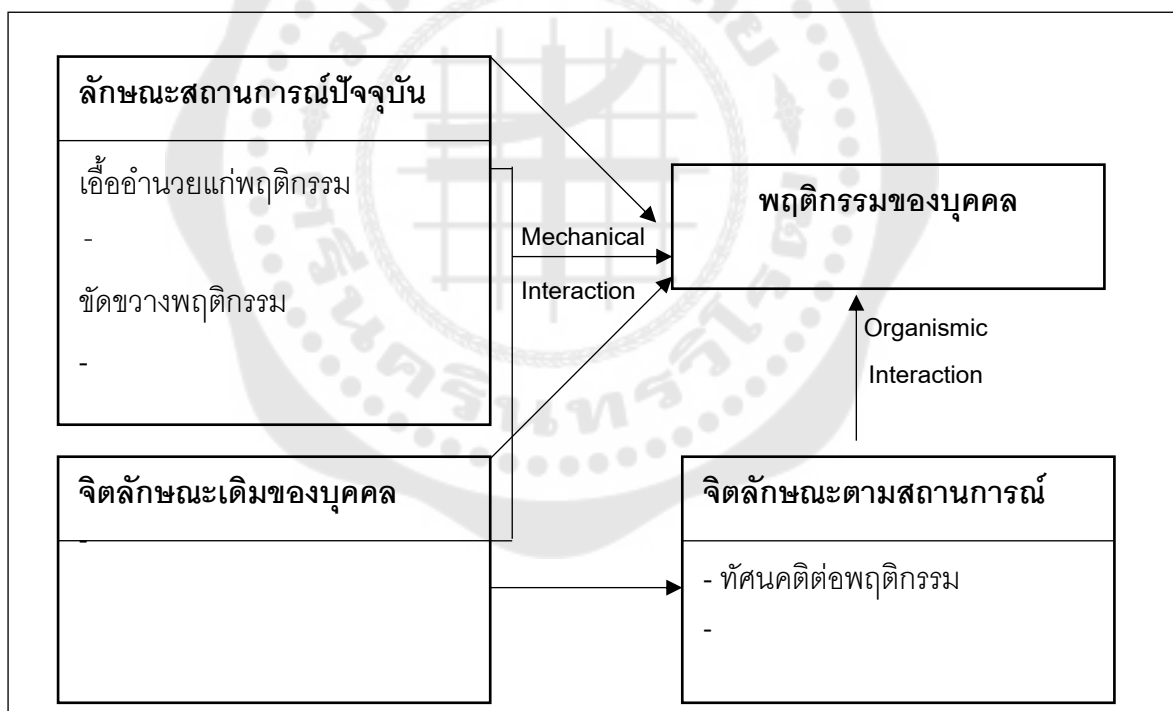 ลักษณะสถานการณ์ปัจจุบัน
เอื้ออำนวยแก่พฤติกรรม
-
ขัดขวางพฤติกรรม
-
Mechanical
Interaction
พฤติกรรมของบุคคล
Organismic
Interaction
จิตลักษณะเดิมของบุคคล
-
จิตลักษณะตามสถานการณ์
- ทัศนคติต่อพฤติกรรม
-